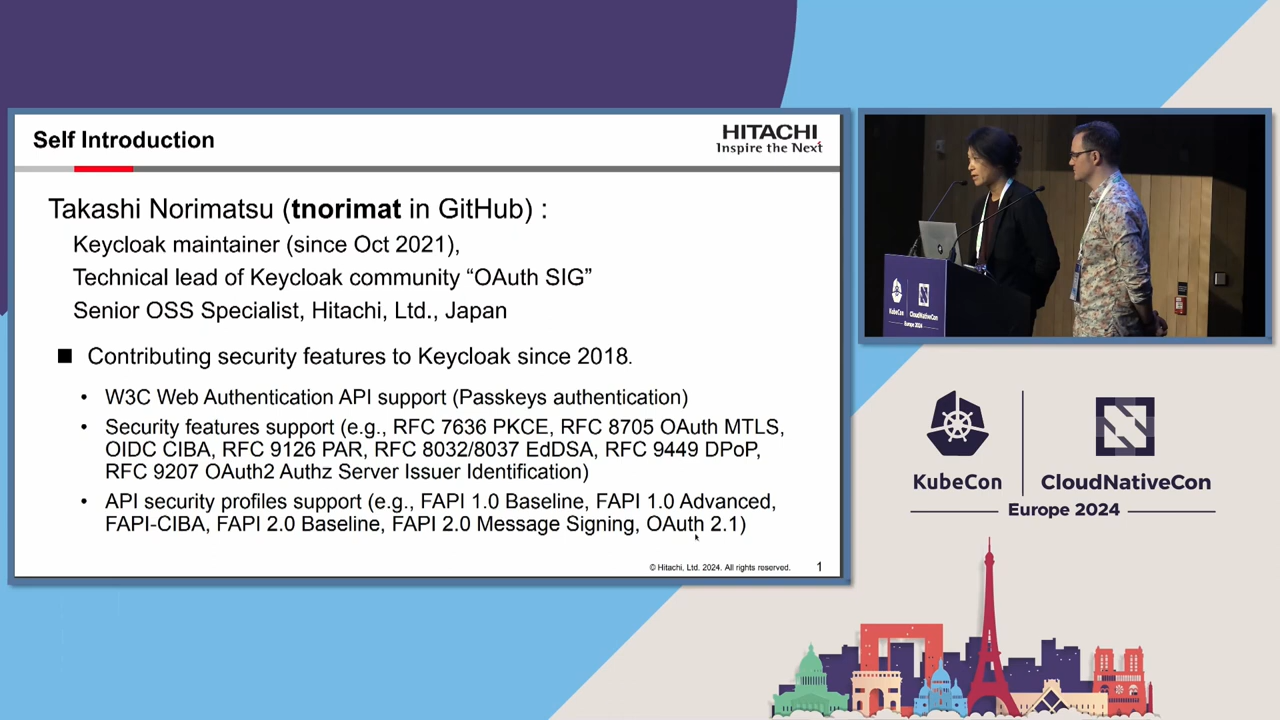 Self Introduction
HITACHI
Inspire the Next
Takashi Norimatsu (tnorimat in GitHub) :
Keycloak maintainer (since Oct 2021),
Technical lead of Keycloak community “OAuth SIG”
Senior OSS Specialist, Hitachi, Ltd., Japan
■ Contributing security features to Keycloak since 2018.
• W3C Web Authentication API support (Passkeys authentication)
• Security features support (e.g., RFC 7636 PKCE, RFC 8705 OAuth MTLS,
OIDC CIBA, RFC 9126 PAR, RFC 8032/8037 EdDSA, RFC 9449 DPoP,
RFC 9207 OAuth2 Authz Server Issuer Identification)
• API security profiles support (e.g., FAPI 1.0 Baseline, FAPI 1.0 Advanced,
FAPI-CIBA, FAPI 2.0 Baseline, FAPI 2.0 Message Signing, OAuth 2.1)
© Hitachi, Ltd. 2024. All rights reserved.
1
KubeCon
CloudNativeCon
Europe 2024
KubeCon
CloudNativeCon
Europe 2024